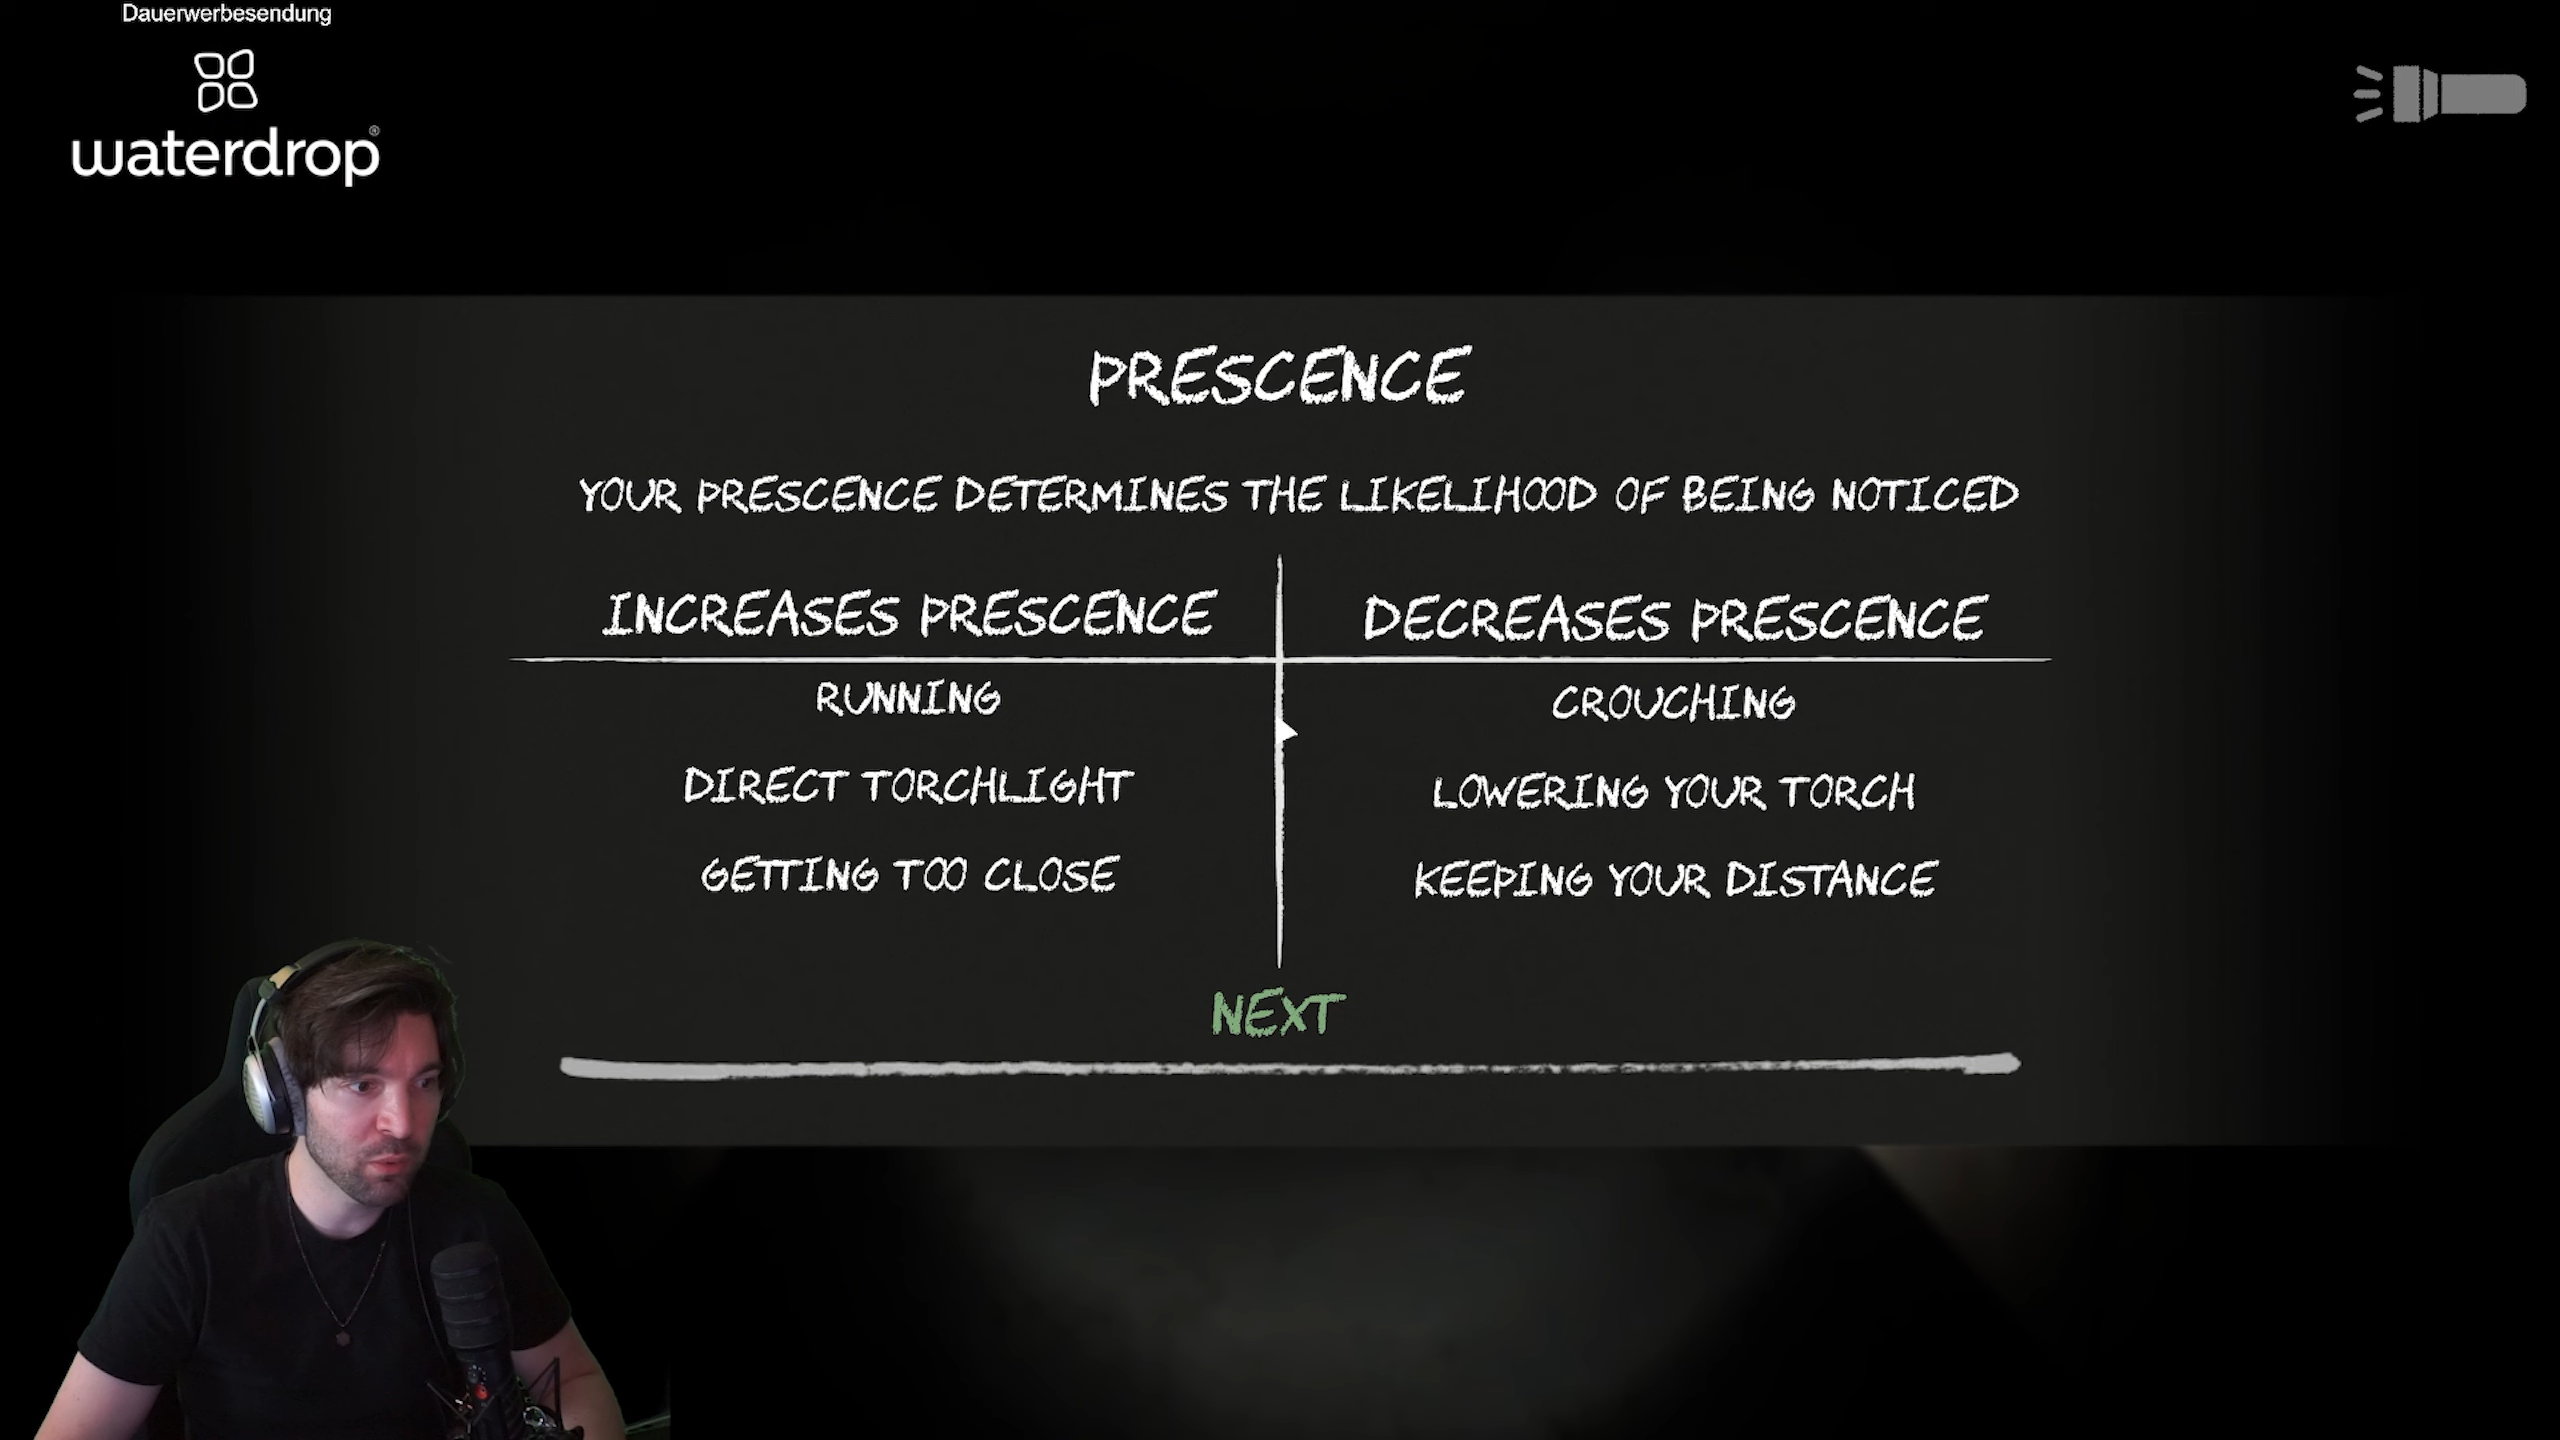 Dauerwerbesendung
waterdrop®
PRESCENCE
YOUR PRESCENCE DETERMINES THE LIKELIHOOD OF BEING NOTICED
INCREASES PRESCENCE
DECREASES PRESCENCE
RUNNING
CROUCHING
DIRECT TORCHLIGHT
LOWERING YOUR TORCH
GETTING TOO CLOSE
KEEPING YOUR DISTANCE
NEXT